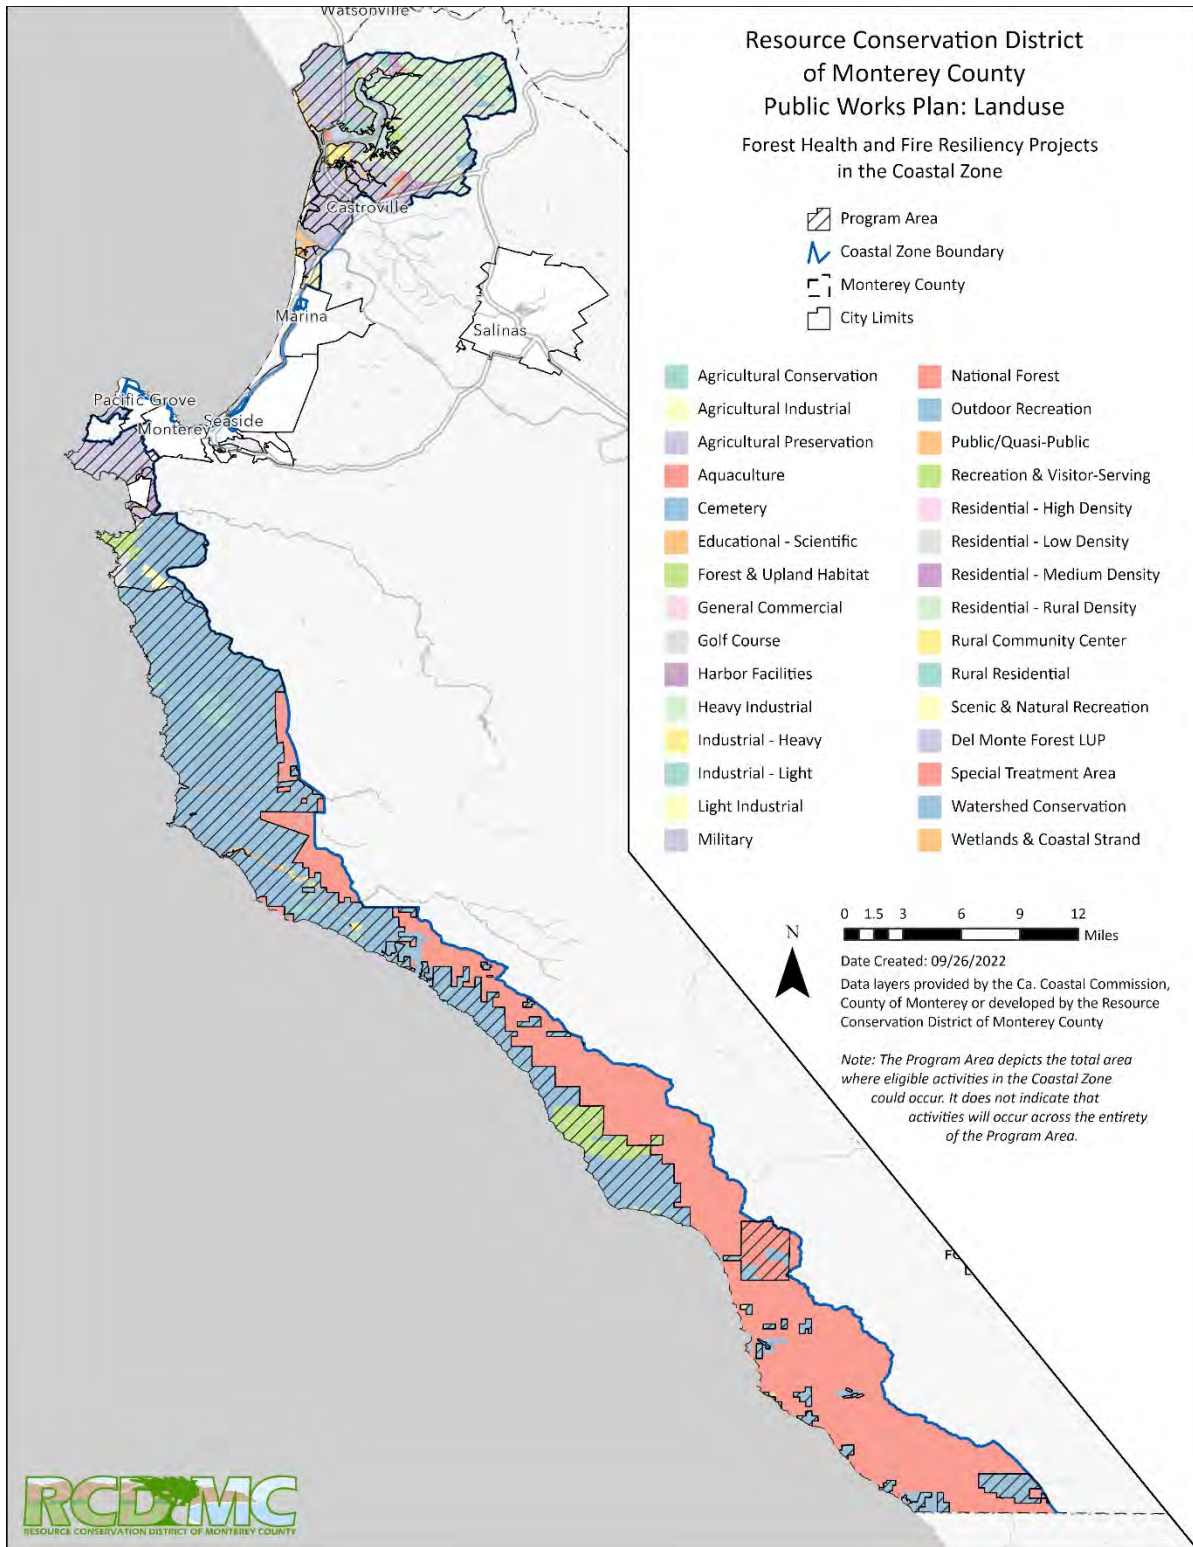 Resource Conservation District
of Monterey County
Public Works Plan: Landuse
Forest Health and Fire Resiliency Projects
in the Coastal Zone
Program Area
Coastal Zone Boundary
Monterey County
City Limits
Agricultural Conservation
Agricultural Industrial
Agricultural Preservation
Aquaculture
Cemetery
Educational - Scientific
Forest & Upland Habitat
General Commercial
Golf Course
Harbor Facilities
Heavy Industrial
Industrial - Heavy
Industrial - Light
Light Industrial
Military
National Forest
Outdoor Recreation
Public/Quasi-Public
Recreation & Visitor-Serving
Residential - High Density
Residential - Low Density
Residential - Medium Density
Residential - Rural Density
Rural Community Center
Rural Residential
Scenic & Natural Recreation
Del Monte Forest LUP
Special Treatment Area
Watershed Conservation
Wetlands & Coastal Strand
N
0 1.5 3 6 9 12
Miles
Date Created: 09/26/2022
Data layers provided by the Ca. Coastal Commission,
County of Monterey or developed by the Resource
Conservation District of Monterey County
Note: The Program Area depicts the total area
where eligible activities in the Coastal Zone
could occur. It does not indicate that
activities will occur across the entirety
of the Program Area.
Watsonville
Castroville
Marina
Salinas
Pacific Grove
Seaside
Monterey
RCD MC
RESOURCE CONSERVATION DISTRICT OF MONTEREY COUNTY